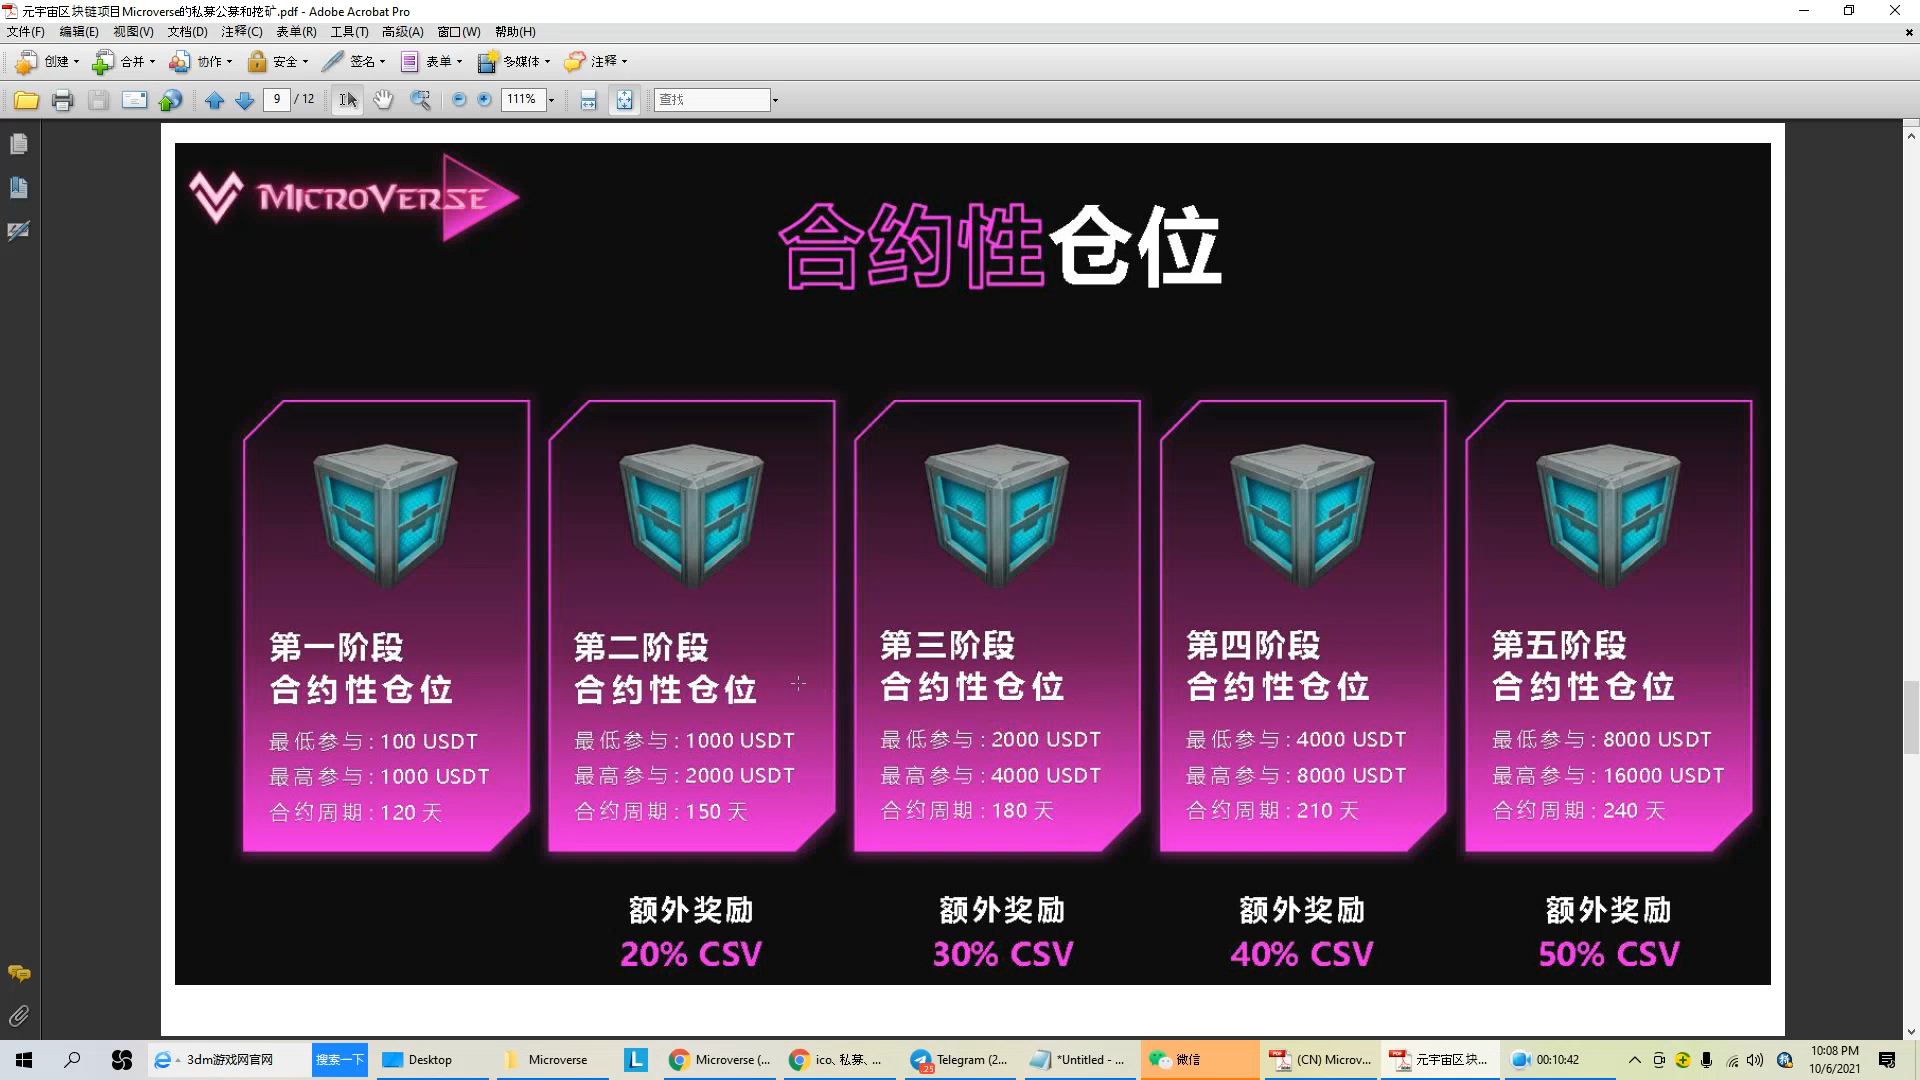 元宇宙区块链项目Microverse的私募公募和挖矿.pdf - Adobe Acrobat Pro
文件(F) 编辑(E) 视图(V) 文档(D) 注释(C) 表单(R) 工具(T) 高级(A) 窗口(W) 帮助(H)
创建 合并 协作 安全 签名 表单 多媒体 注释
9 / 12 111% 查找
MICROVERSE
合约性仓位
第一阶段
合约性仓位
最低参与: 100 USDT
最高参与: 1000 USDT
合约周期: 120 天
第二阶段
合约性仓位
最低参与: 1000 USDT
最高参与: 2000 USDT
合约周期: 150 天
额外奖励
20% CSV
第三阶段
合约性仓位
最低参与: 2000 USDT
最高参与: 4000 USDT
合约周期: 180 天
额外奖励
30% CSV
第四阶段
合约性仓位
最低参与: 4000 USDT
最高参与: 8000 USDT
合约周期: 210 天
额外奖励
40% CSV
第五阶段
合约性仓位
最低参与: 8000 USDT
最高参与: 16000 USDT
合约周期: 240 天
额外奖励
50% CSV
3dm游戏网官网 搜索一下 Desktop Microverse L Microverse (... ico、私募、... Telegram (2... 25 *Untitled - ... 微信 (CN) Microv... 元宇宙区块... 00:10:42
10:08 PM
10/6/2021